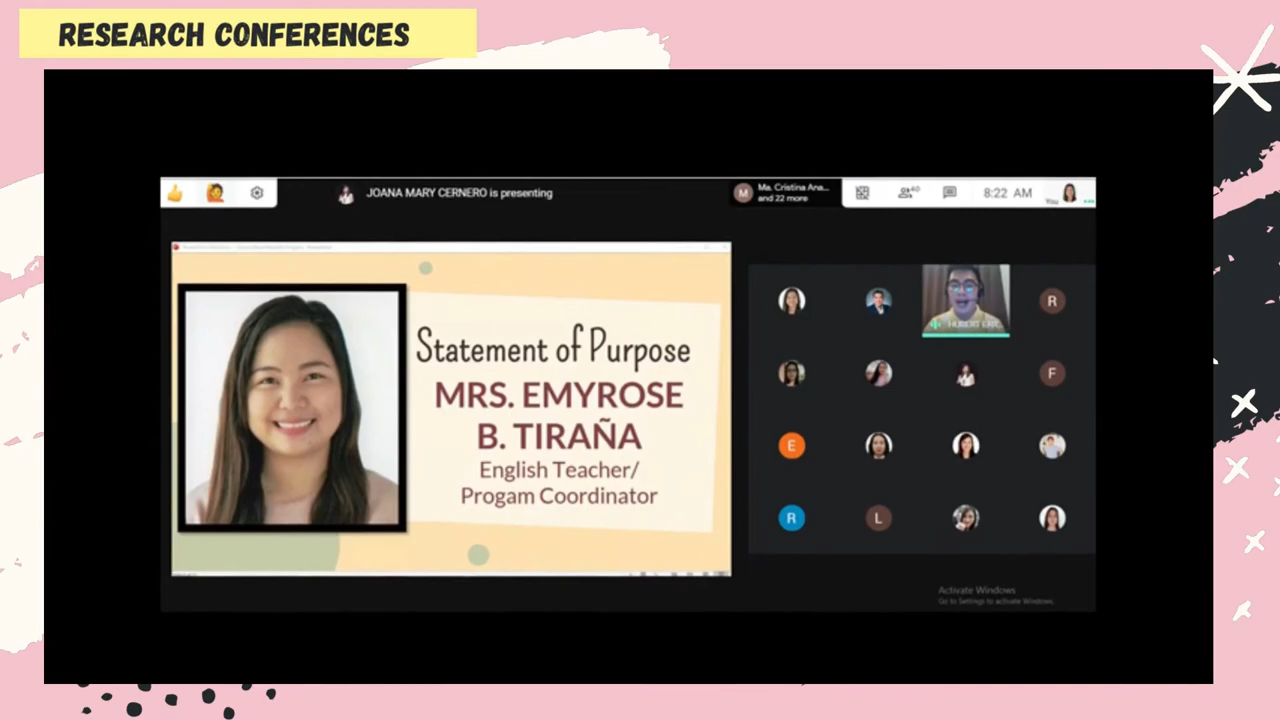 RESEARCH CONFERENCES
JOANA MARY CERNERO is presenting
M
Ma. Cristina Ana...
and 22 more
40
8:22 AM
You
Statement of Purpose
MRS. EMYROSE
B. TIRAÑA
English Teacher/
Progam Coordinator
R
F
E
R
L
Activate Windows
Go to Settings to activate Windows.